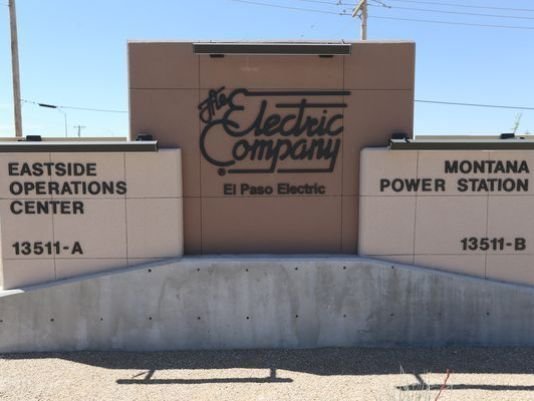 The Electric
Company
®
El Paso Electric
EASTSIDE
OPERATIONS
CENTER
13511-A
MONTANA
POWER STATION
13511-B